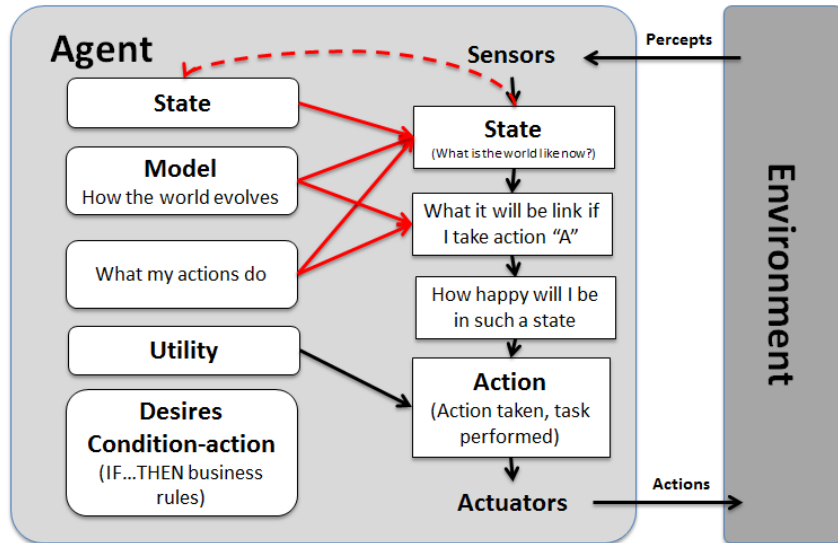 Agent
State
Model
How the world evolves
What my actions do
Utility
Desires
Condition-action
(IF...THEN business
rules)
Sensors
State
(What is the world like now?)
What it will be link if
I take action “A”
How happy will I be
in such a state
Action
(Action taken, task
performed)
Actuators
Percepts
Actions
Environment